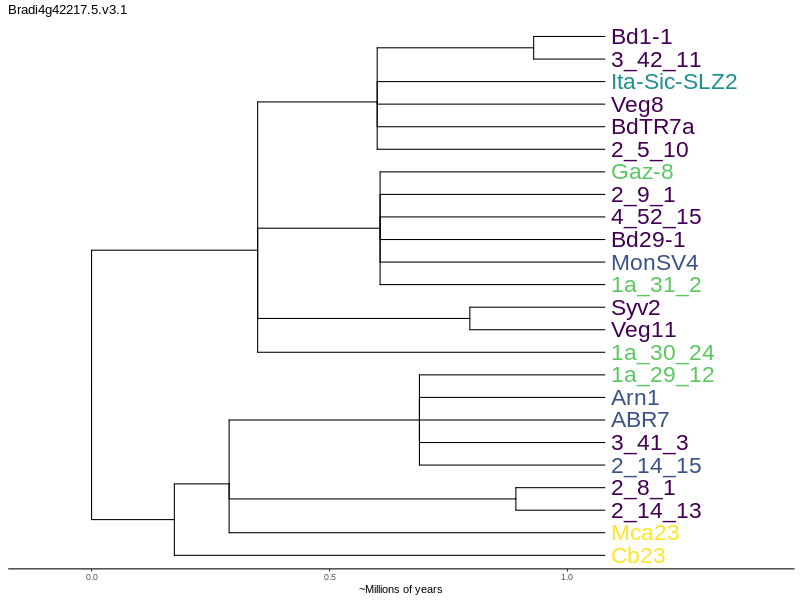 Bradi4g42217.5.v3.1
Bd1-1
3_42_11
Ita-Sic-SLZ2
Veg8
BdTR7a
2_5_10
Gaz-8
2_9_1
4_52_15
Bd29-1
MonSV4
1a_31_2
Syv2
Veg11
1a_30_24
1a_29_12
Arn1
ABR7
3_41_3
2_14_15
2_8_1
2_14_13
Mca23
Cb23
0.0 0.5 1.0
~Millions of years